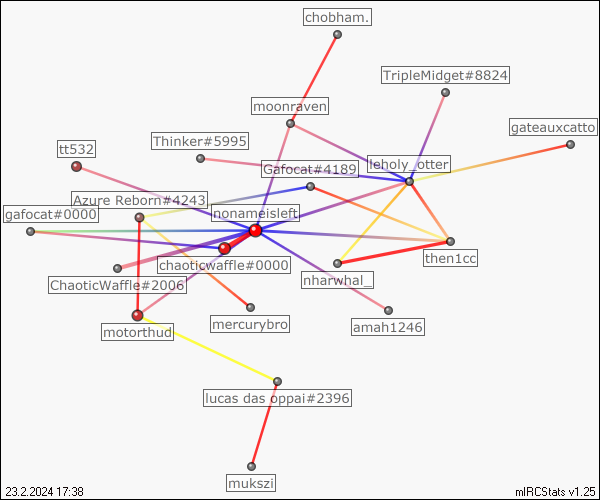 chobham.
TripleMidget#8824
moonraven
gateauxcatto
Thinker#5995
tt532
leholy_otter
Gafocat#4189
Azure Reborn#4243
gafocat#0000
nonameisleft
then1cc
chaoticwaffle#0000
nharwhal_
ChaoticWaffle#2006
mercurybro
amah1246
motorthud
lucas das oppai#2396
mukszi
23.2.2024 17:38
mIRCStats v1.25